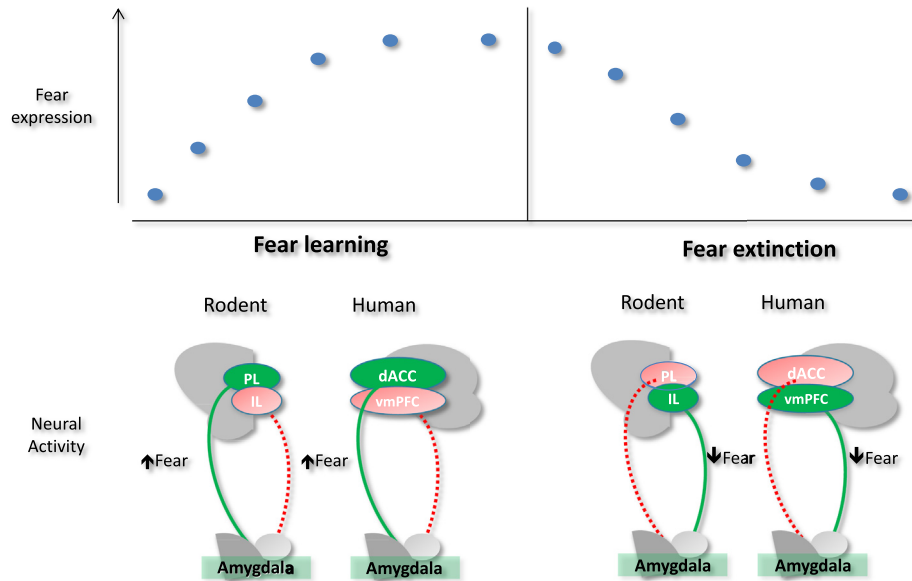 Fear
expression
Fear learning
Fear extinction
Rodent
Human
Rodent
Human
PL
IL
dACC
vmPFC
PL
IL
dACC
vmPFC
Neural
Activity
↑Fear
↑Fear
↓Fear
↓Fear
Amygdala
Amygdala
Amygdala
Amygdala